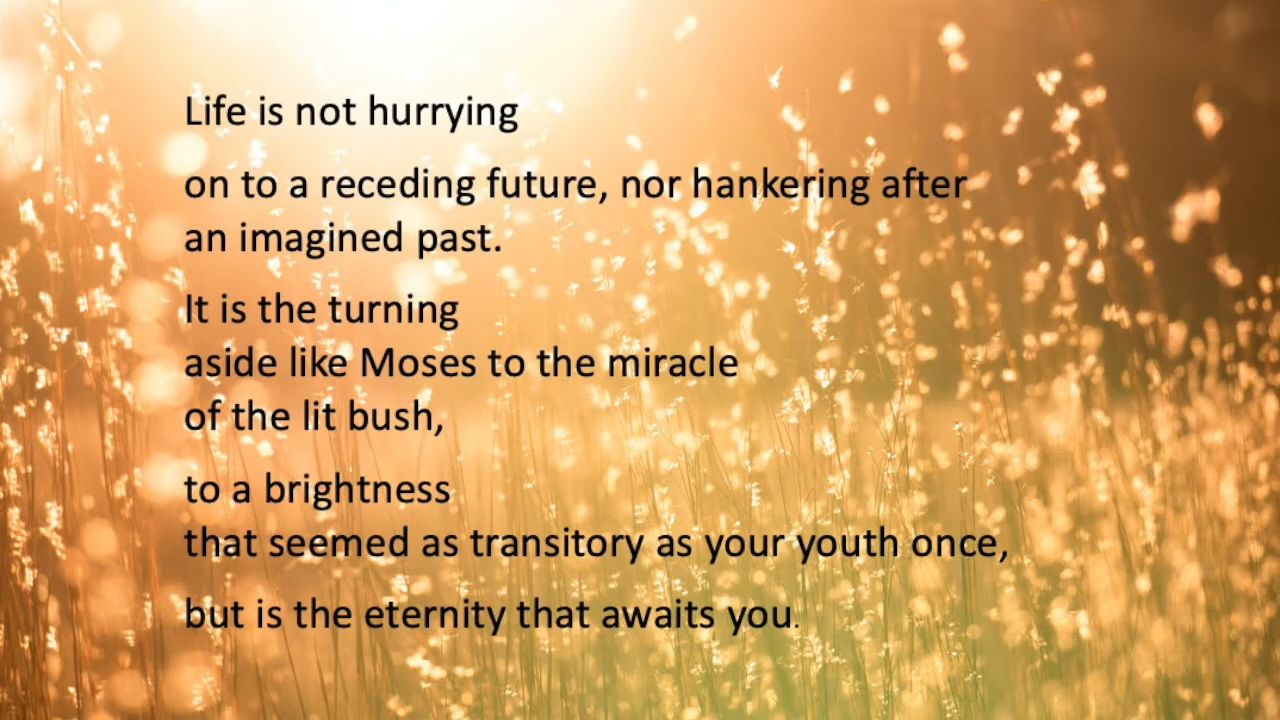 Life is not hurrying
on to a receding future, nor hankering after
an imagined past.
It is the turning
aside like Moses to the miracle
of the lit bush,
to a brightness
that seemed as transitory as your youth once,
but is the eternity that awaits you.